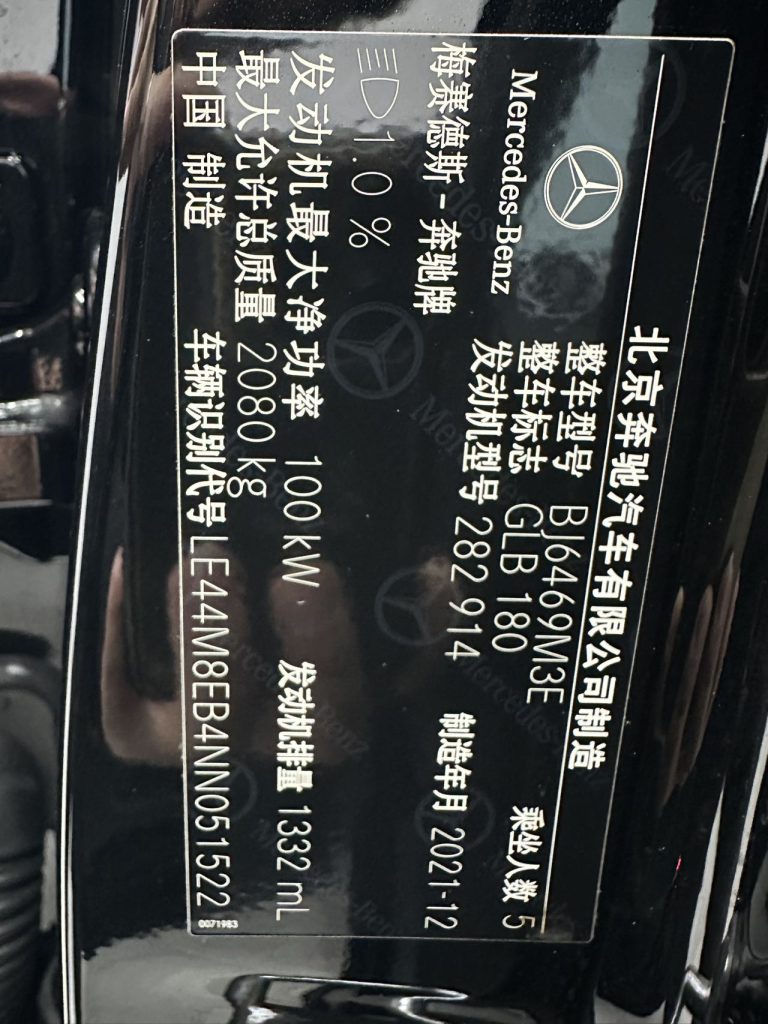 北京奔驰汽车有限公司制造
Mercedes-Benz
整车型号 BJ6469M3E
乘坐人数 5
整车标志 GLB 180
梅赛德斯-奔驰牌
发动机型号 282 914
制造年月 2021-12
1.0 %
发动机最大净功率 100 kW
发动机排量 1332 mL
最大允许总质量 2080 kg
中国 制造
车辆识别代号 LE44M8EB4NN051522
0071983